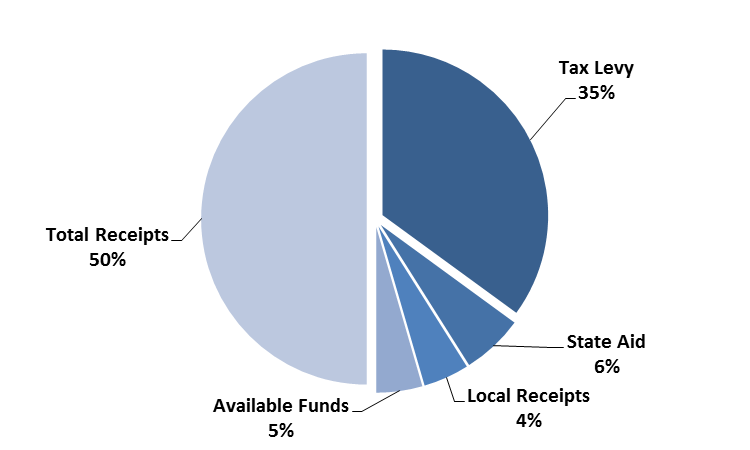 Tax Levy
35%
State Aid
6%
Local Receipts
4%
Available Funds
5%
Total Receipts
50%